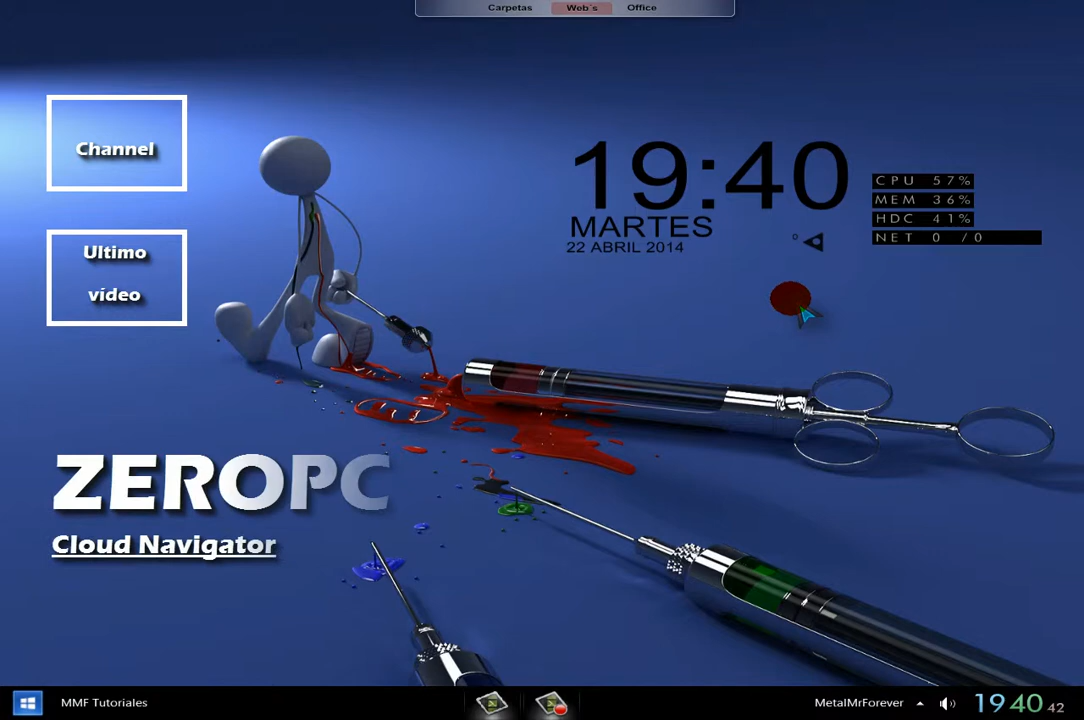 Carpetas Web`s Office
Channel
Ultimo
vídeo
19:40
MARTES
22 ABRIL 2014
CPU 57%
MEM 36%
HDC 41%
NET 0 /0
ZEROPC
Cloud Navigator
MMF Tutoriales
MetalMrForever
19 40 42